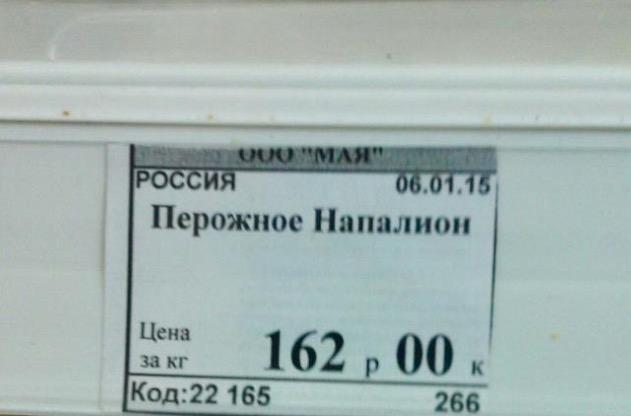 ООО "МАЯ"
РОССИЯ 06.01.15
Перожное Напалион
Цена
за кг 162 р 00 к
Код:22 165 266